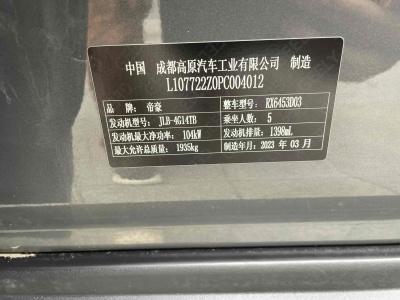 中国 成都高原汽车工业有限公司 制造
L107722Z0PC004012
品牌：帝豪 整车型号：RX6453D03
发动机型号：JLB-4G14TB 乘坐人数：5
发动机最大净功率：104kW 发动机排量：1398mL
最大允许总质量：1935kg 制造年月：2023 年 03 月